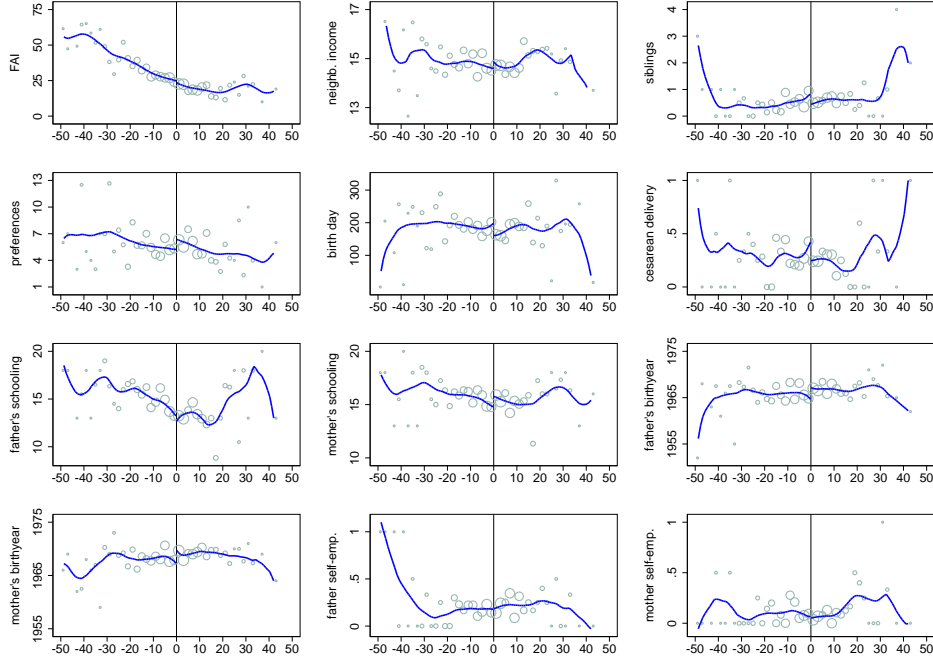 FAI
75
50
25
0
-50 -40 -30 -20 -10 0 10 20 30 40 50
neighb. income
17
15
13
-50 -40 -30 -20 -10 0 10 20 30 40 50
siblings
4
3
2
1
0
-50 -40 -30 -20 -10 0 10 20 30 40 50
preferences
13
10
7
4
1
-50 -40 -30 -20 -10 0 10 20 30 40 50
birth day
300
200
100
-50 -40 -30 -20 -10 0 10 20 30 40 50
cesarean delivery
1
.5
0
-50 -40 -30 -20 -10 0 10 20 30 40 50
father's schooling
20
15
10
-50 -40 -30 -20 -10 0 10 20 30 40 50
mother's schooling
20
15
10
-50 -40 -30 -20 -10 0 10 20 30 40 50
father's birthyear
1975
1965
1955
-50 -40 -30 -20 -10 0 10 20 30 40 50
mother's birthyear
1975
1965
1955
-50 -40 -30 -20 -10 0 10 20 30 40 50
father self-emp.
1
.5
0
-50 -40 -30 -20 -10 0 10 20 30 40 50
mother self-emp.
1
.5
0
-50 -40 -30 -20 -10 0 10 20 30 40 50